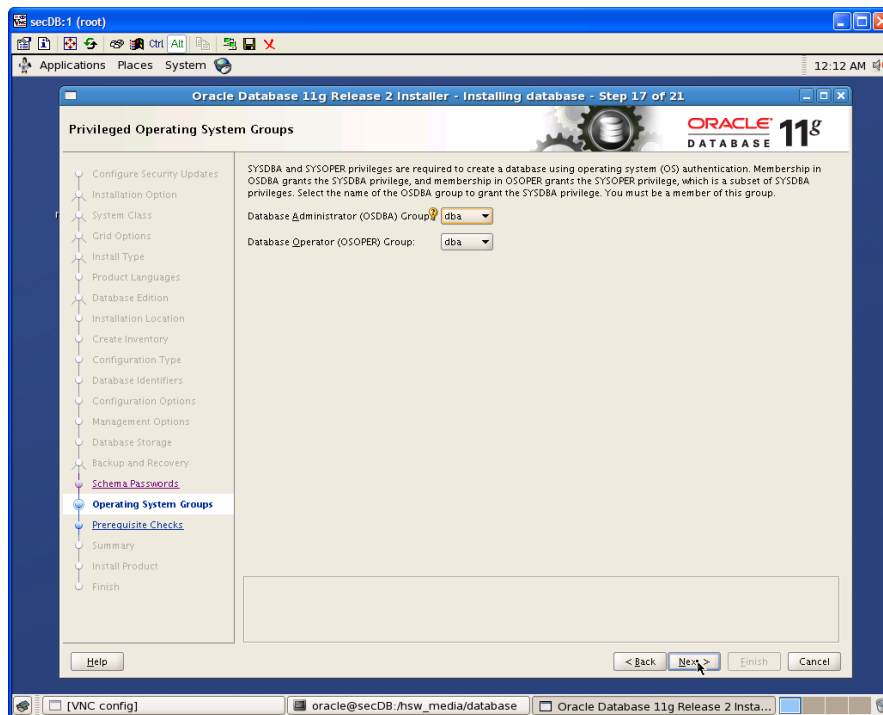 secDB:1 (root)
Ctrl Alt
Applications Places System
12:12 AM
Oracle Database 11g Release 2 Installer - Installing database - Step 17 of 21
Privileged Operating System Groups
ORACLE
DATABASE
11g
Configure Security Updates
Installation Option
System Class
Grid Options
Install Type
Product Languages
Database Edition
Installation Location
Create Inventory
Configuration Type
Database Identifiers
Configuration Options
Management Options
Database Storage
Backup and Recovery
Schema Passwords
Operating System Groups
Prerequisite Checks
Summary
Install Product
Finish
SYSDBA and SYSOPER privileges are required to create a database using operating system (OS) authentication. Membership in
OSDBA grants the SYSDBA privilege, and membership in OSOPER grants the SYSOPER privilege, which is a subset of SYSDBA
privileges. Select the name of the OSDBA group to grant the SYSDBA privilege. You must be a member of this group.
Database Administrator (OSDBA) Group: dba
Database Operator (OSOPER) Group: dba
Help
< Back Next > Finish Cancel
[VNC config] oracle@secDB:/hsw_media/database Oracle Database 11g Release 2 Insta...